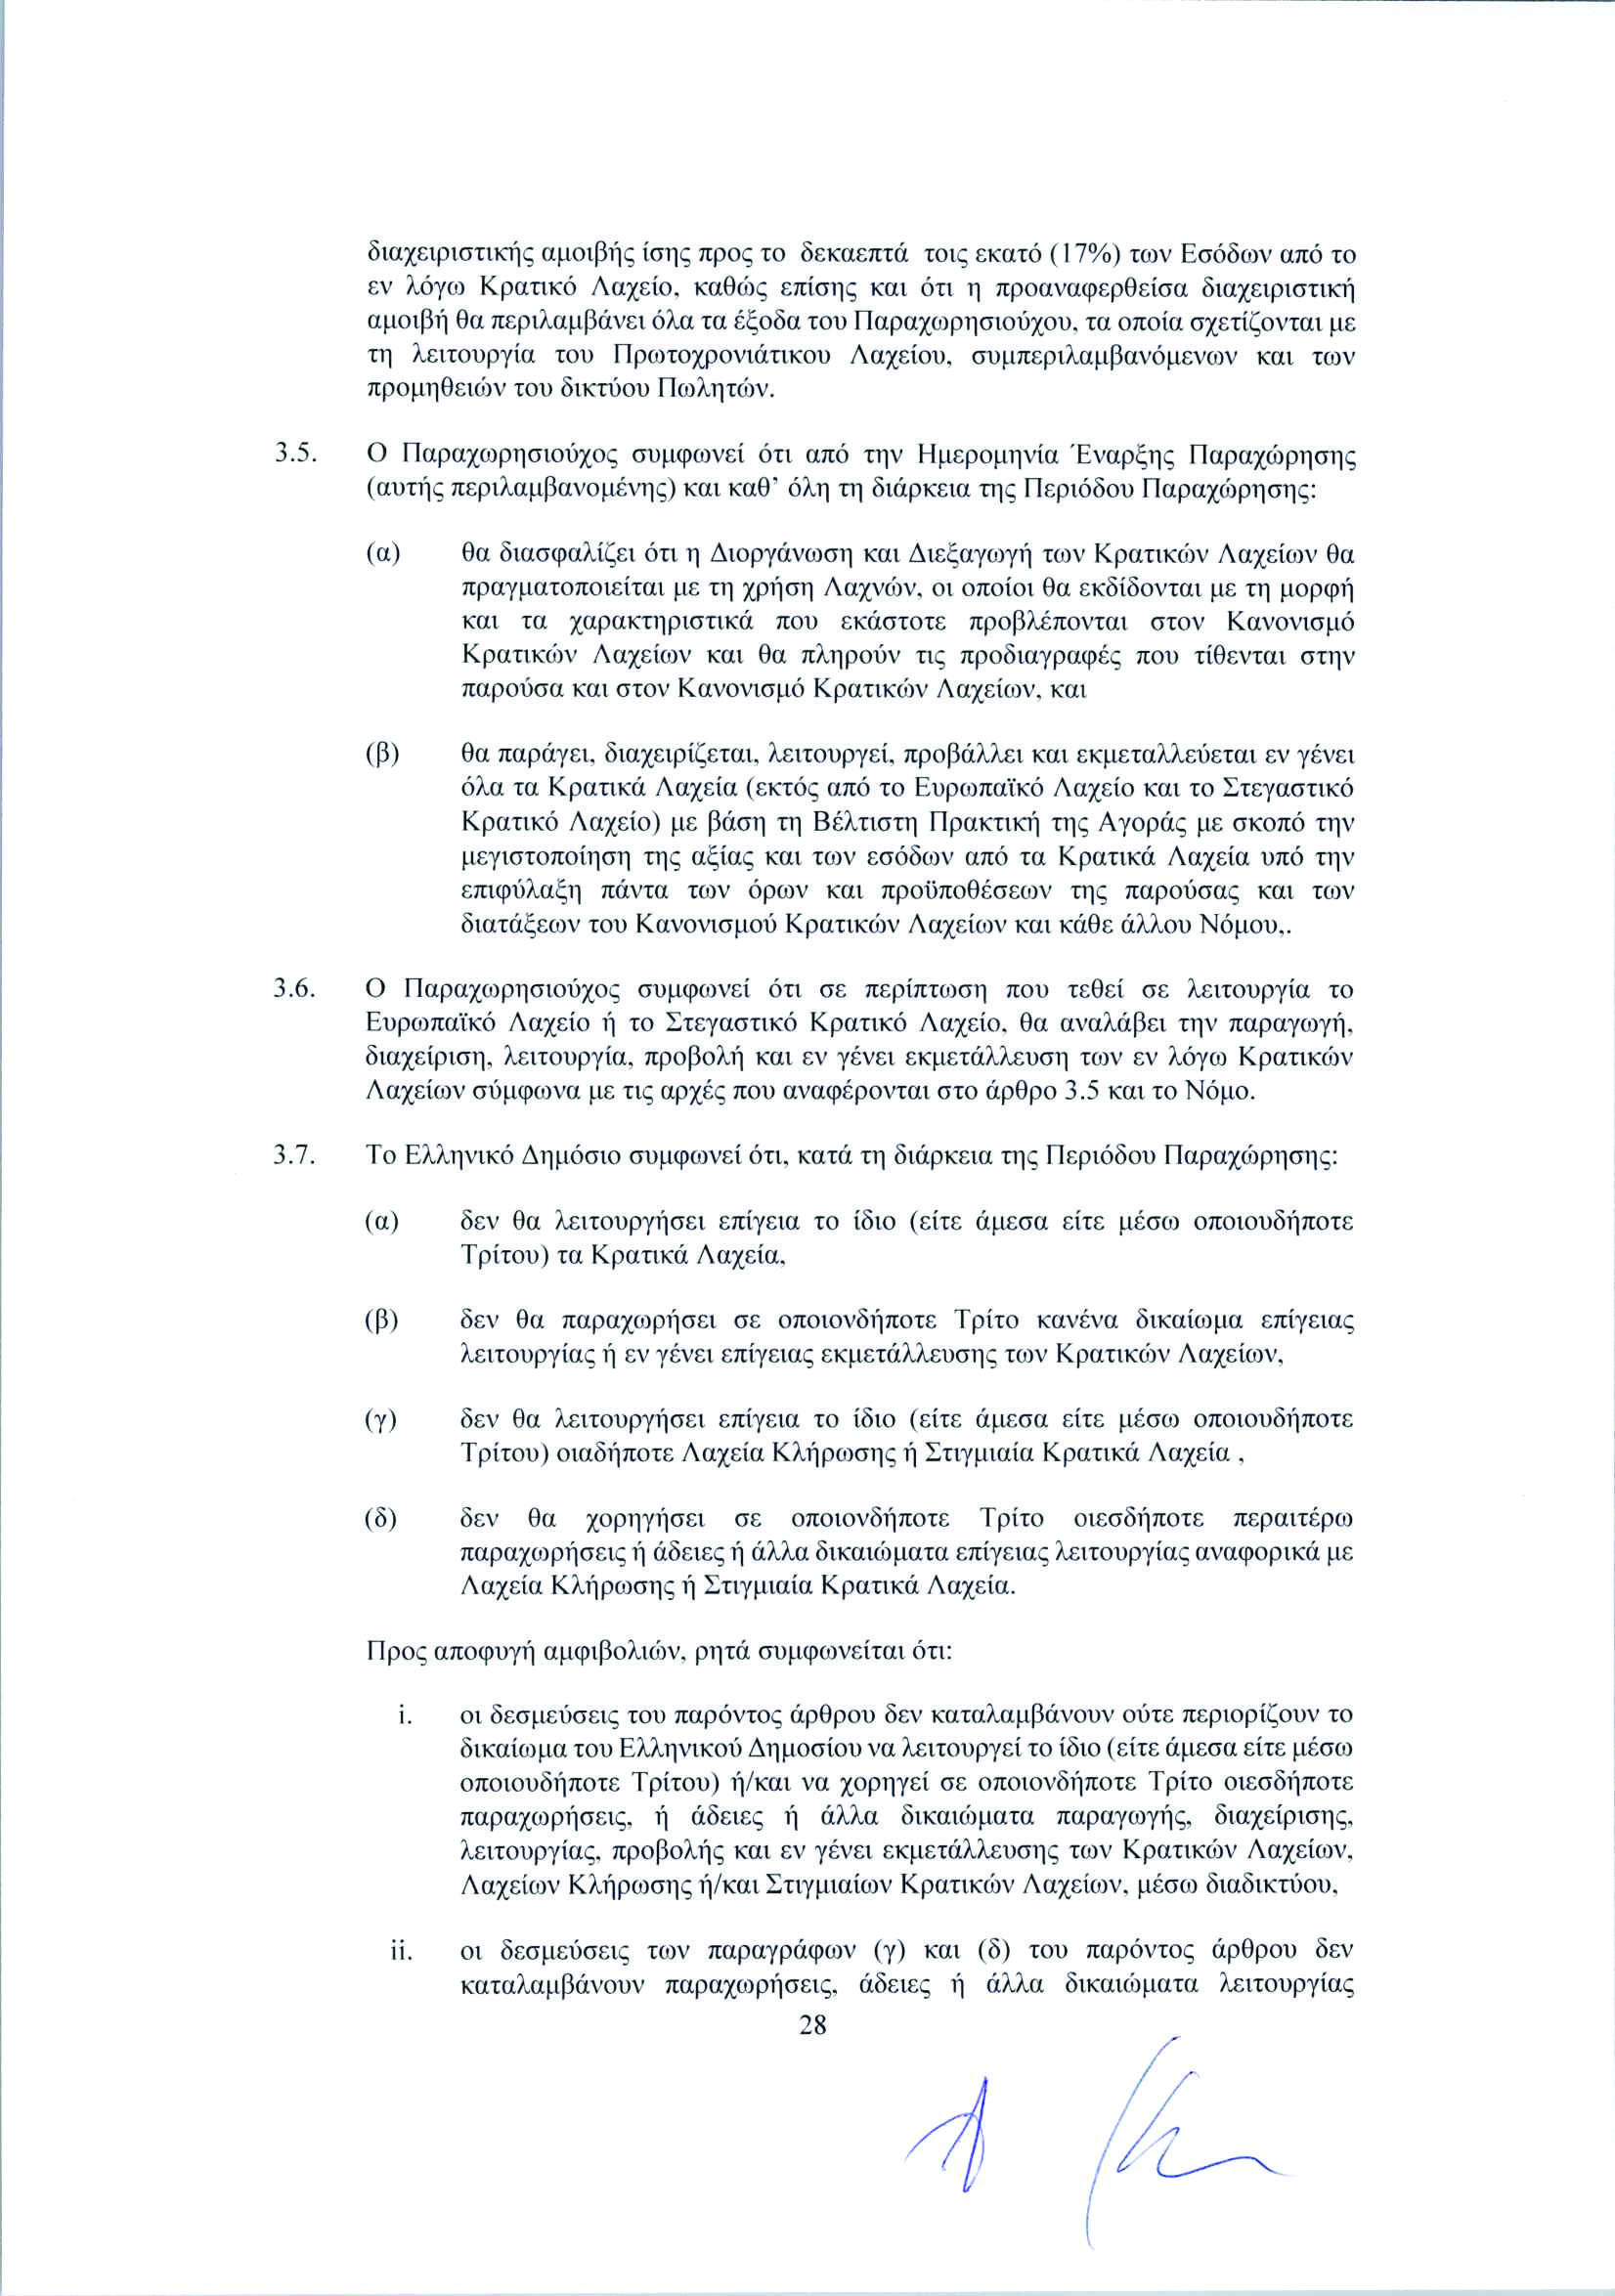 διαχειριστικής αμοιβής ίσης προς το δεκαεπτά τοις εκατό (17%) των Εσόδων από το
εν λόγω Κρατικό Λαχείο, καθώς επίσης και ότι η προαναφερθείσα διαχειριστική
αμοιβή θα περιλαμβάνει όλα τα έξοδα του Παραχωρησιούχου, τα οποία σχετίζονται με
τη λειτουργία του Πρωτοχρονιάτικου Λαχείου, συμπεριλαμβανόμενων και των
προμηθειών του δικτύου Πωλητών.
3.5. Ο Παραχωρησιούχος συμφωνεί ότι από την Ημερομηνία Έναρξης Παραχώρησης
(αυτής περιλαμβανομένης) και καθ' όλη τη διάρκεια της Περιόδου Παραχώρησης:
(α) θα διασφαλίζει ότι η Διοργάνωση και Διεξαγωγή των Κρατικών Λαχείων θα
πραγματοποιείται με τη χρήση Λαχνών, οι οποίοι θα εκδίδονται με τη μορφή
και τα χαρακτηριστικά που εκάστοτε προβλέπονται στον Κανονισμό
Κρατικών Λαχείων και θα πληρούν τις προδιαγραφές που τίθενται στην
παρούσα και στον Κανονισμό Κρατικών Λαχείων, και
(β) θα παράγει, διαχειρίζεται, λειτουργεί, προβάλλει και εκμεταλλεύεται εν γένει
όλα τα Κρατικά Λαχεία (εκτός από το Ευρωπαϊκό Λαχείο και το Στεγαστικό
Κρατικό Λαχείο) με βάση τη Βέλτιστη Πρακτική της Αγοράς με σκοπό την
μεγιστοποίηση της αξίας και των εσόδων από τα Κρατικά Λαχεία υπό την
επιφύλαξη πάντα των όρων και προϋποθέσεων της παρούσας και των
διατάξεων του Κανονισμού Κρατικών Λαχείων και κάθε άλλου Νόμου,.
3.6. Ο Παραχωρησιούχος συμφωνεί ότι σε περίπτωση που τεθεί σε λειτουργία το
Ευρωπαϊκό Λαχείο ή το Στεγαστικό Κρατικό Λαχείο, θα αναλάβει την παραγωγή,
διαχείριση, λειτουργία, προβολή και εν γένει εκμετάλλευση των εν λόγω Κρατικών
Λαχείων σύμφωνα με τις αρχές που αναφέρονται στο άρθρο 3.5 και το Νόμο.
3.7. Το Ελληνικό Δημόσιο συμφωνεί ότι, κατά τη διάρκεια της Περιόδου Παραχώρησης:
(α) δεν θα λειτουργήσει επίγεια το ίδιο (είτε άμεσα είτε μέσω οποιουδήποτε
Τρίτου) τα Κρατικά Λαχεία,
(β) δεν θα παραχωρήσει σε οποιονδήποτε Τρίτο κανένα δικαίωμα επίγειας
λειτουργίας ή εν γένει επίγειας εκμετάλλευσης των Κρατικών Λαχείων,
(γ) δεν θα λειτουργήσει επίγεια το ίδιο (είτε άμεσα είτε μέσω οποιουδήποτε
Τρίτου) οιαδήποτε Λαχεία Κλήρωσης ή Στιγμιαία Κρατικά Λαχεία ,
(δ) δεν θα χορηγήσει σε οποιονδήποτε Τρίτο οιεσδήποτε περαιτέρω
παραχωρήσεις ή άδειες ή άλλα δικαιώματα επίγειας λειτουργίας αναφορικά με
Λαχεία Κλήρωσης ή Στιγμιαία Κρατικά Λαχεία.
Προς αποφυγή αμφιβολιών, ρητά συμφωνείται ότι:
i. οι δεσμεύσεις του παρόντος άρθρου δεν καταλαμβάνουν ούτε περιορίζουν το
δικαίωμα του Ελληνικού Δημοσίου να λειτουργεί το ίδιο (είτε άμεσα είτε μέσω
οποιουδήποτε Τρίτου) ή/και να χορηγεί σε οποιονδήποτε Τρίτο οιεσδήποτε
παραχωρήσεις, ή άδειες ή άλλα δικαιώματα παραγωγής, διαχείρισης,
λειτουργίας, προβολής και εν γένει εκμετάλλευσης των Κρατικών Λαχείων,
Λαχείων Κλήρωσης ή/και Στιγμιαίων Κρατικών Λαχείων, μέσω διαδικτύου,
ii. οι δεσμεύσεις των παραγράφων (γ) και (δ) του παρόντος άρθρου δεν
καταλαμβάνουν παραχωρήσεις, άδειες ή άλλα δικαιώματα λειτουργίας
28